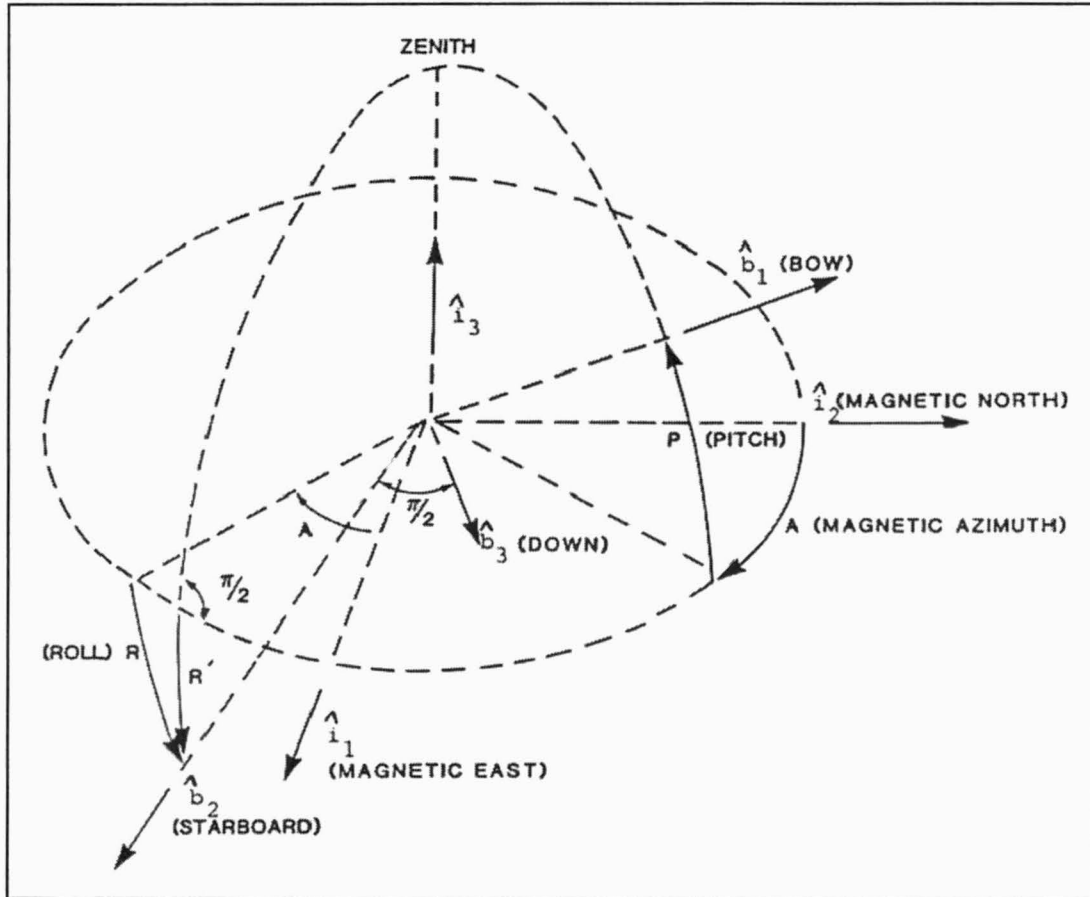 ZENITH
b̂₁ (BOW)
î₃
î₂ (MAGNETIC NORTH)
P (PITCH)
π/2
A
b̂₃ (DOWN)
A (MAGNETIC AZIMUTH)
π/2
(ROLL) R
R'
î₁
(MAGNETIC EAST)
b̂₂
(STARBOARD)